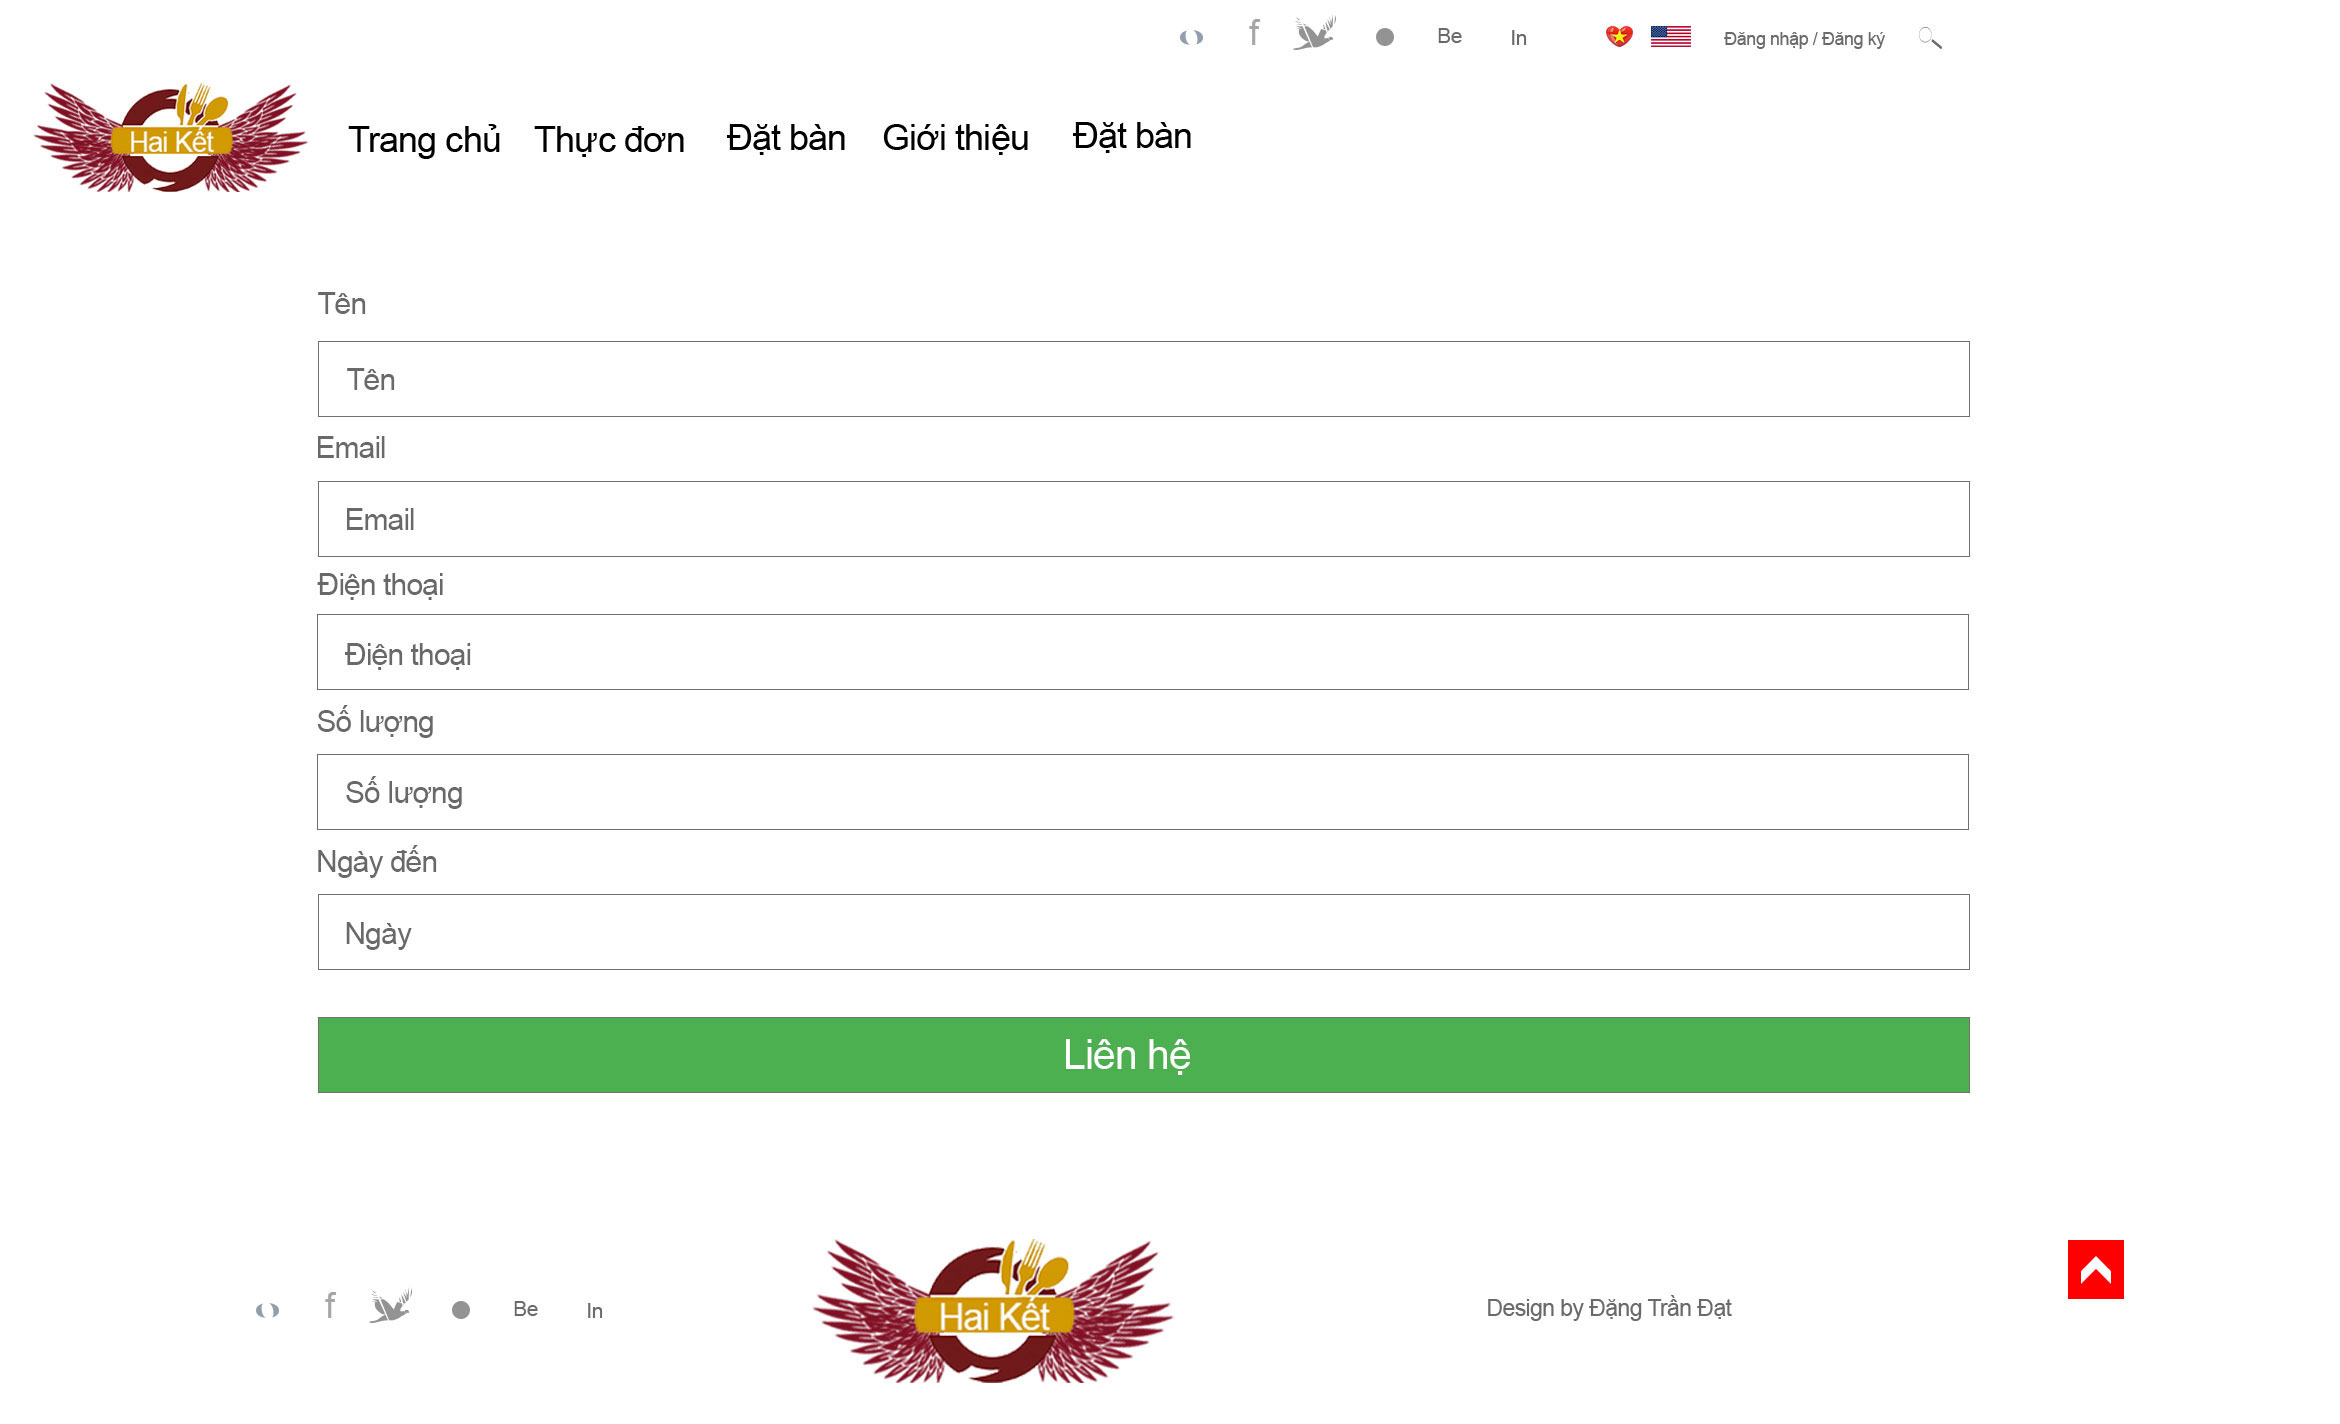 f Be In Đăng nhập / Đăng ký
Hai Kết
Trang chủ Thực đơn Đặt bàn Giới thiệu Đặt bàn
Tên
Tên
Email
Email
Điện thoại
Điện thoại
Số lượng
Số lượng
Ngày đến
Ngày
Liên hệ
f Be In
Hai Kết
Design by Đặng Trần Đạt